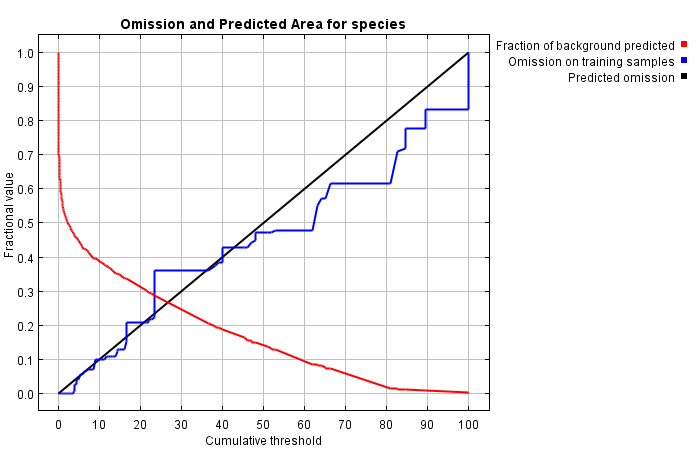 Omission and Predicted Area for species
Fraction of background predicted
Omission on training samples
Predicted omission
Fractional value
1.0
0.9
0.8
0.7
0.6
0.5
0.4
0.3
0.2
0.1
0.0
0 10 20 30 40 50 60 70 80 90 100
Cumulative threshold